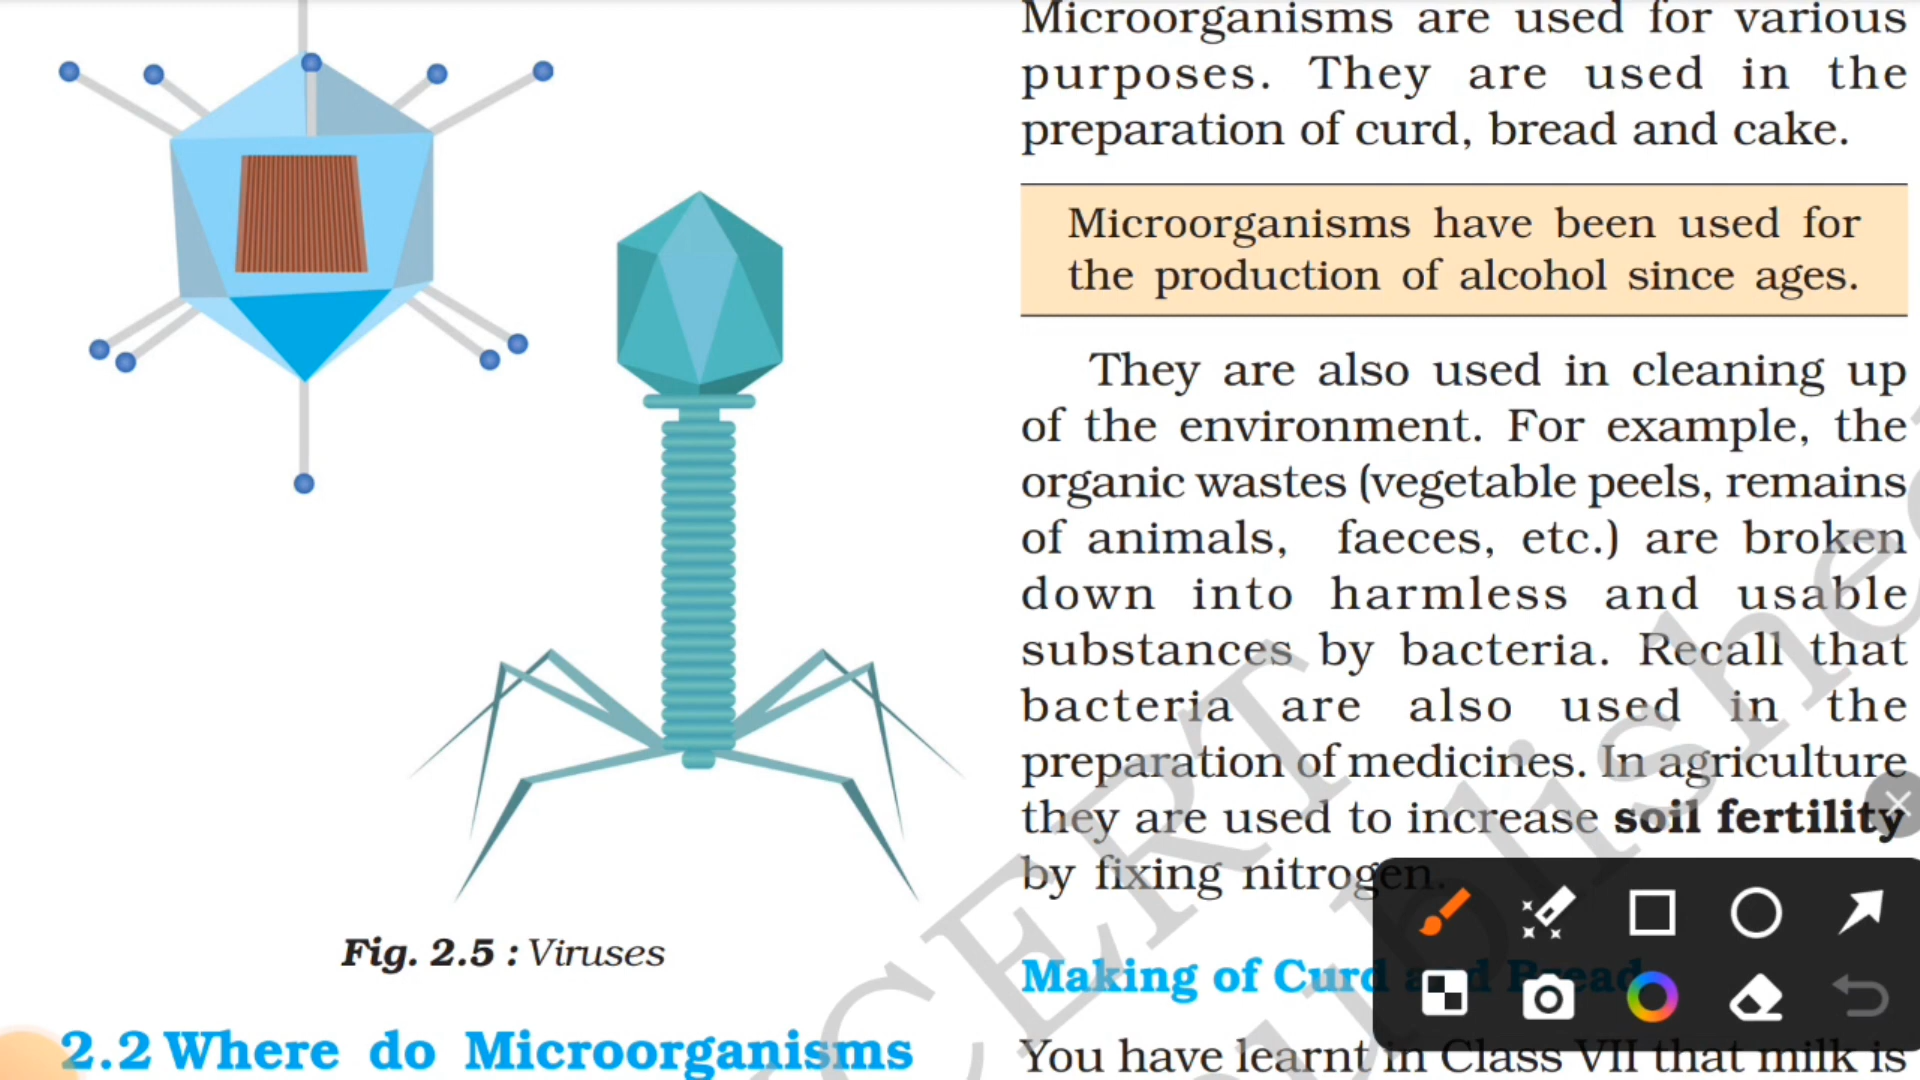 Fig. 2.5 : Viruses
2.2 Where do Microorganisms
Microorganisms are used for various
purposes. They are used in the
preparation of curd, bread and cake.
Microorganisms have been used for
the production of alcohol since ages.
They are also used in cleaning up
of the environment. For example, the
organic wastes (vegetable peels, remains
of animals, faeces, etc.) are broken
down into harmless and usable
substances by bacteria. Recall that
bacteria are also used in the
preparation of medicines. In agriculture
they are used to increase soil fertility
by fixing nitrogen.
Making of Curd and Bread
You have learnt in Class VII that milk is